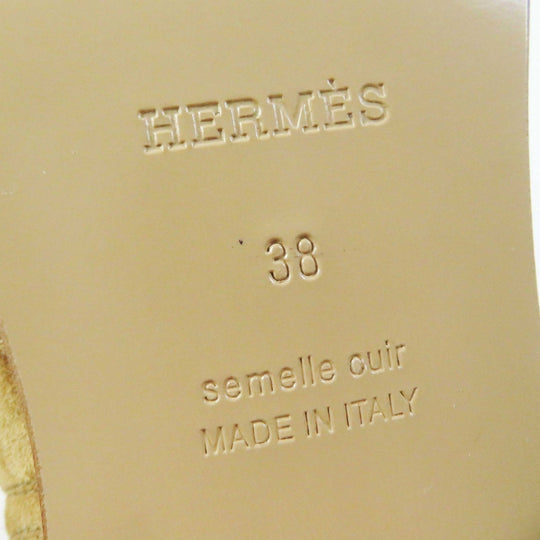 HERMÈS
38
semelle cuir
MADE IN ITALY